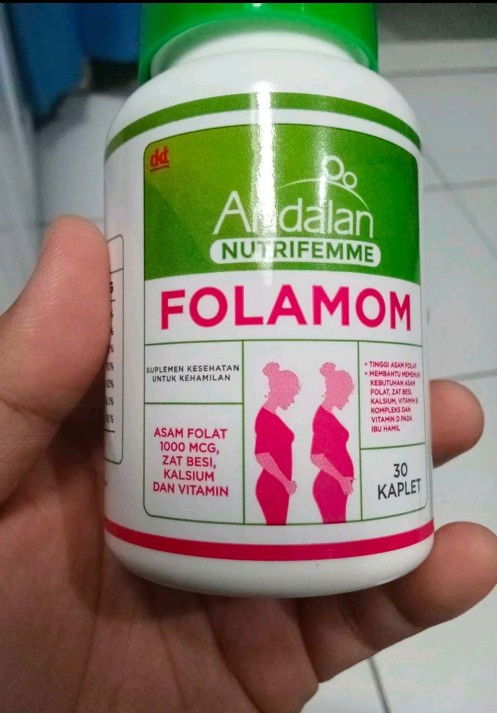 dkt
Andalan
NUTRIFEMME
FOLAMOM
SUPLEMEN KESEHATAN
UNTUK KEHAMILAN
ASAM FOLAT
1000 MCG,
ZAT BESI,
KALSIUM
DAN VITAMIN
• TINGGI ASAM FOLAT
• MEMBANTU MEMENUHI
KEBUTUHAN ASAM
FOLAT, ZAT BESI,
KALSIUM, VITAMIN B
KOMPLEKS DAN
VITAMIN D PADA
IBU HAMIL
30
KAPLET